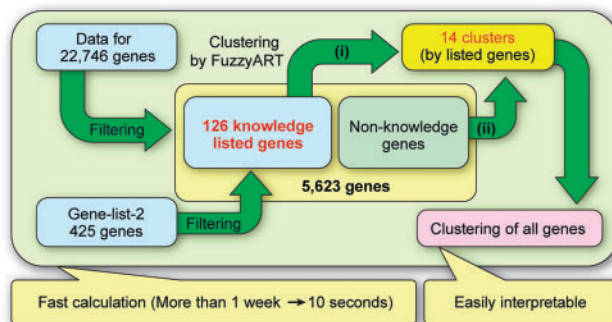 Data for
22,746 genes
Clustering
by FuzzyART
(i)
14 clusters
(by listed genes)
Filtering
126 knowledge
listed genes
Non-knowledge
genes
(ii)
5,623 genes
Gene-list-2
425 genes
Filtering
Clustering of all genes
Fast calculation (More than 1 week → 10 seconds)
Easily interpretable